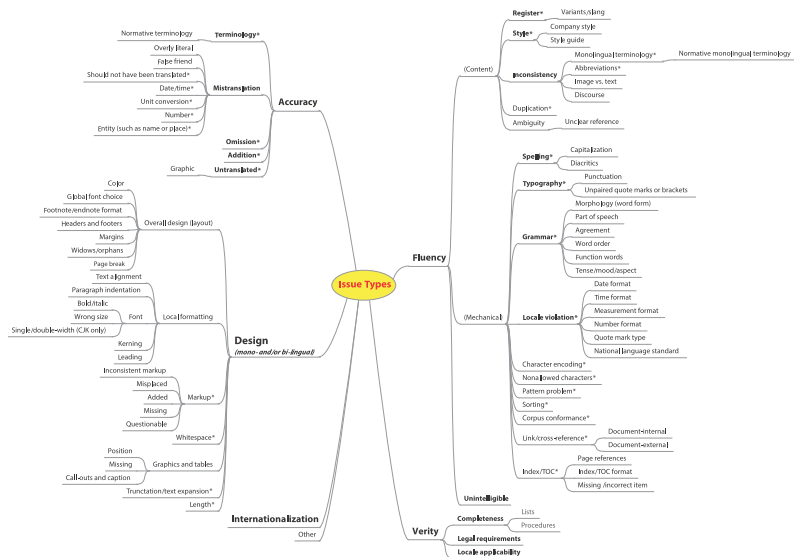 Issue Types
Accuracy
Terminology*
Normative terminology
Mistranslation
Overly literal
False friend
Should not have been translated*
Date/time*
Unit conversion*
Number*
Entity (such as name or place)*
Omission*
Addition*
Untranslated*
Graphic
Design
(mono- and/or bi-lingual)
Overall design (layout)
Color
Global font choice
Footnote/endnote format
Headers and footers
Margins
Widows/orphans
Page break
Local formatting
Text alignment
Paragraph indentation
Font
Bold/italic
Wrong size
Single/double-width (CJK only)
Kerning
Leading
Markup*
Inconsistent markup
Misplaced
Added
Missing
Questionable
Whitespace*
Graphics and tables
Position
Missing
Call-outs and caption
Trunctation/text expansion*
Length*
Internationalization
Other
Fluency
(Content)
Register*
Variants/slang
Style*
Company style
Style guide
Inconsistency
Monolingual terminology*
Normative monolingual terminology
Abbreviations*
Image vs. text
Discourse
Duplication*
Ambiguity
Unclear reference
(Mechanical)
Spelling*
Capitalization
Diacritics
Typography*
Punctuation
Unpaired quote marks or brackets
Grammar*
Morphology (word form)
Part of speech
Agreement
Word order
Function words
Tense/mood/aspect
Locale violation*
Date format
Time format
Measurement format
Number format
Quote mark type
National language standard
Character encoding*
Nonallowed characters*
Pattern problem*
Sorting*
Corpus conformance*
Link/cross-reference*
Document-internal
Document-external
Index/TOC*
Page references
Index/TOC format
Missing /incorrect item
Unintelligible
Verity
Completeness
Lists
Procedures
Legal requirements
Locale applicability